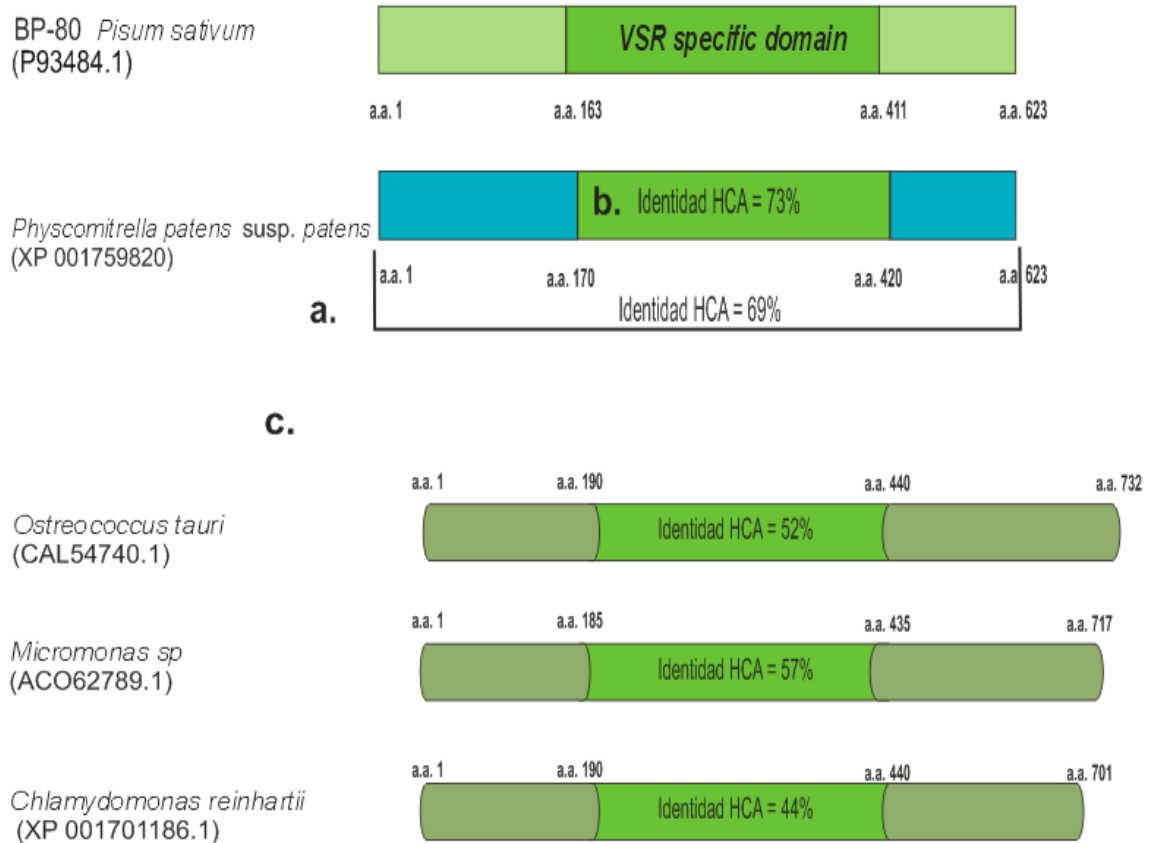 BP-80 Pisum sativum
(P93484.1)
VSR specific domain
a.a. 1
a.a. 163
a.a. 411
a.a. 623
Physcomitrella patens susp. patens
(XP 001759820)
b. Identidad HCA = 73%
a.a. 1
a.a. 170
a.a. 420
a.a 623
a.
Identidad HCA = 69%
c.
a.a. 1
a.a. 190
a.a. 440
a.a. 732
Ostreococcus tauri
(CAL54740.1)
Identidad HCA = 52%
a.a. 1
a.a. 185
a.a. 435
a.a. 717
Micromonas sp
(ACO62789.1)
Identidad HCA = 57%
a.a. 1
a.a. 190
a.a. 440
a.a. 701
Chlamydomonas reinhartii
(XP 001701186.1)
Identidad HCA = 44%